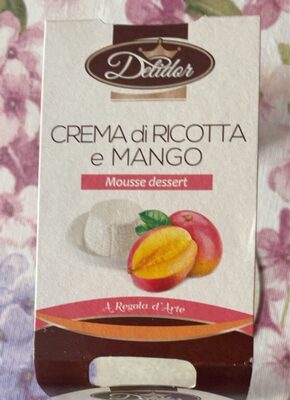 Delidor
CREMA di RICOTTA
e MANGO
Mousse dessert
A Regola d'Arte